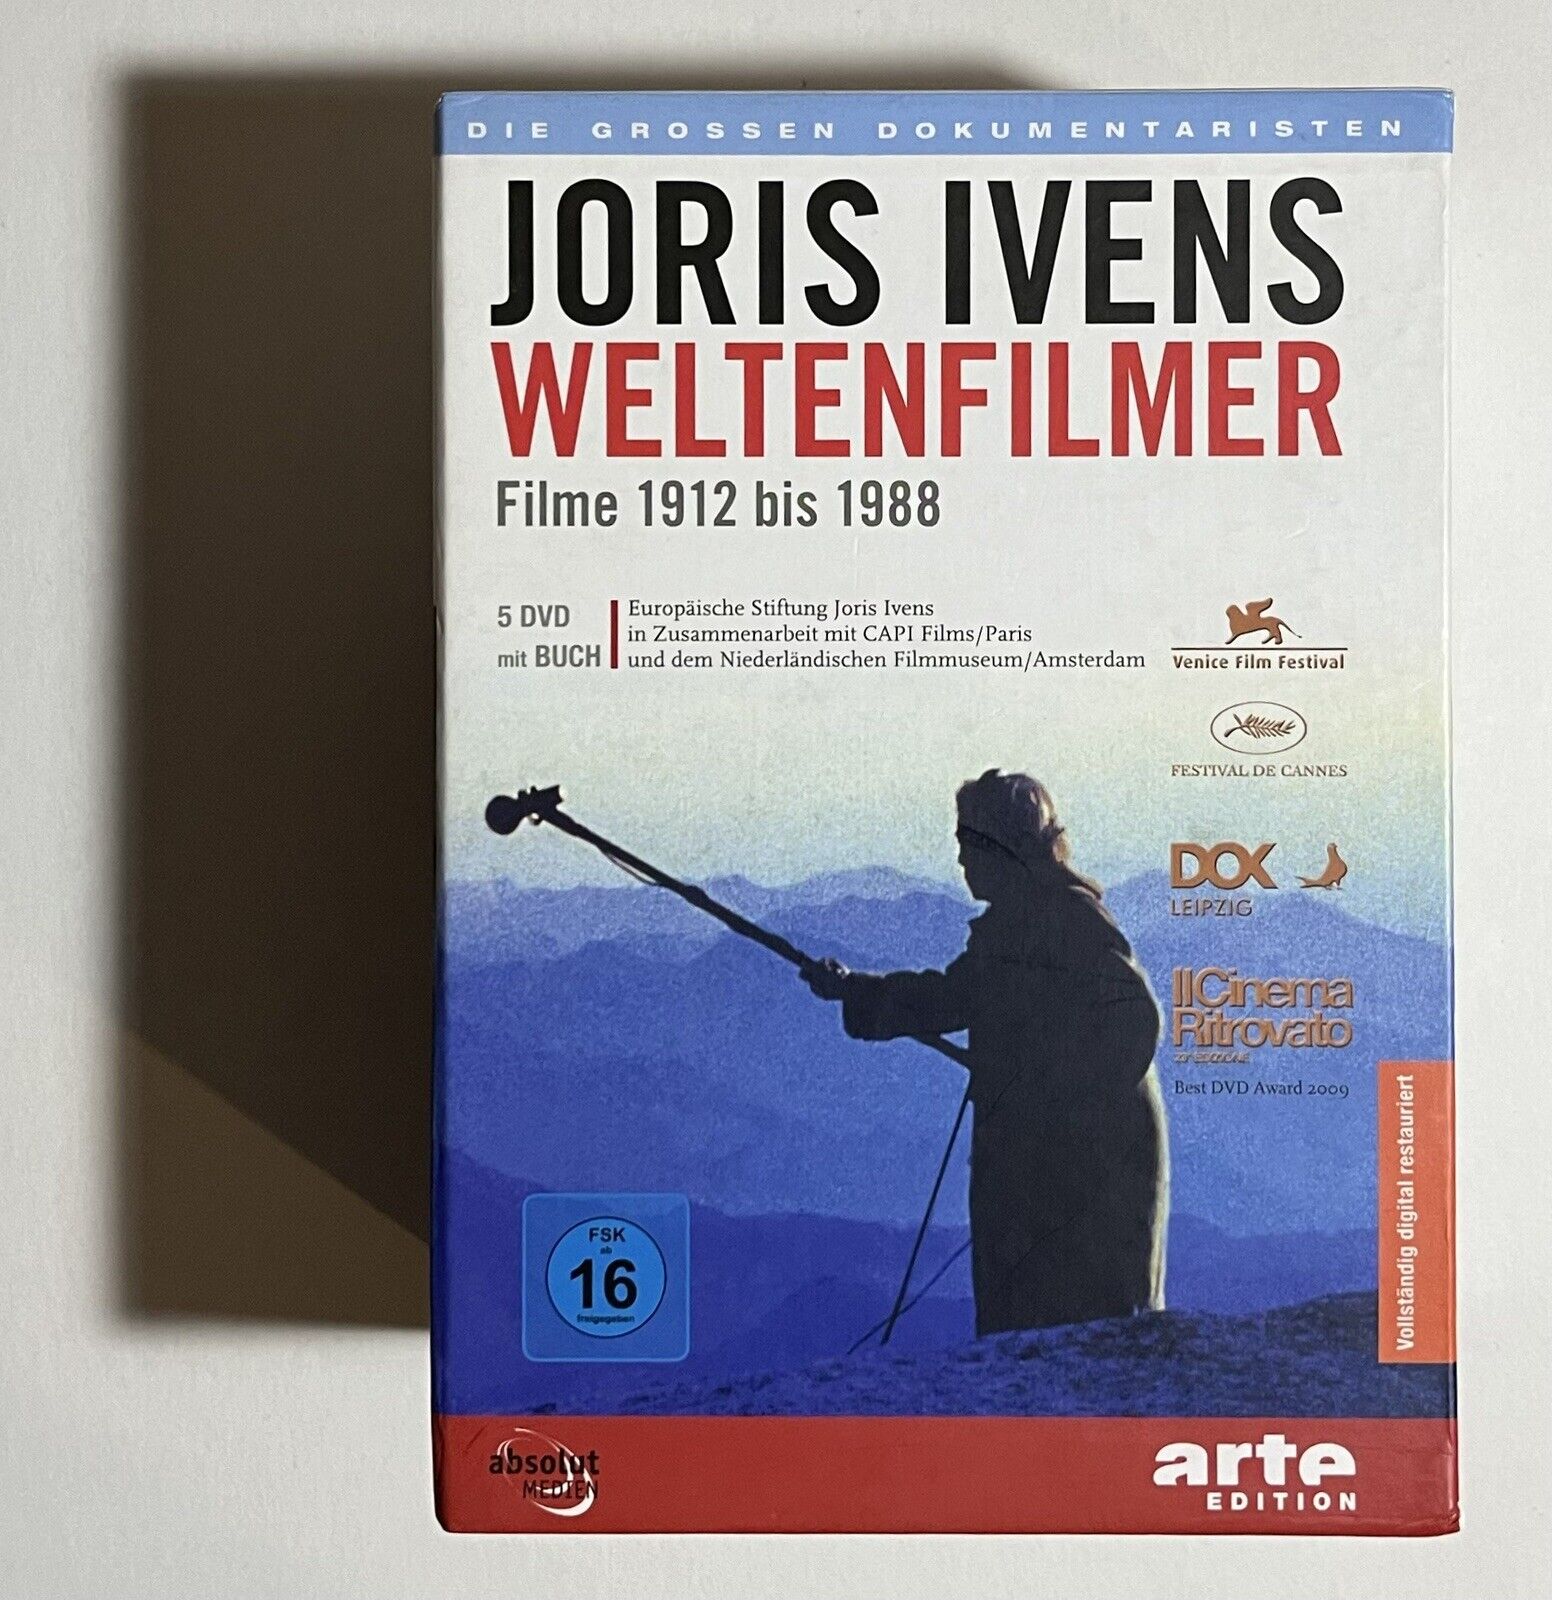 DIE GROSSEN DOKUMENTARISTEN
JORIS IVENS
WELTENFILMER
Filme 1912 bis 1988
5 DVD
mit BUCH
Europäische Stiftung Joris Ivens
in Zusammenarbeit mit CAPI Films/Paris
und dem Niederländischen Filmmuseum/Amsterdam
Venice Film Festival
FESTIVAL DE CANNES
DOK
LEIPZIG
Il Cinema
Ritrovato
23ª EDIZIONE
Best DVD Award 2009
Vollständig digital restauriert
FSK
ab
16
freigegeben
absolut
MEDIEN
arte
EDITION